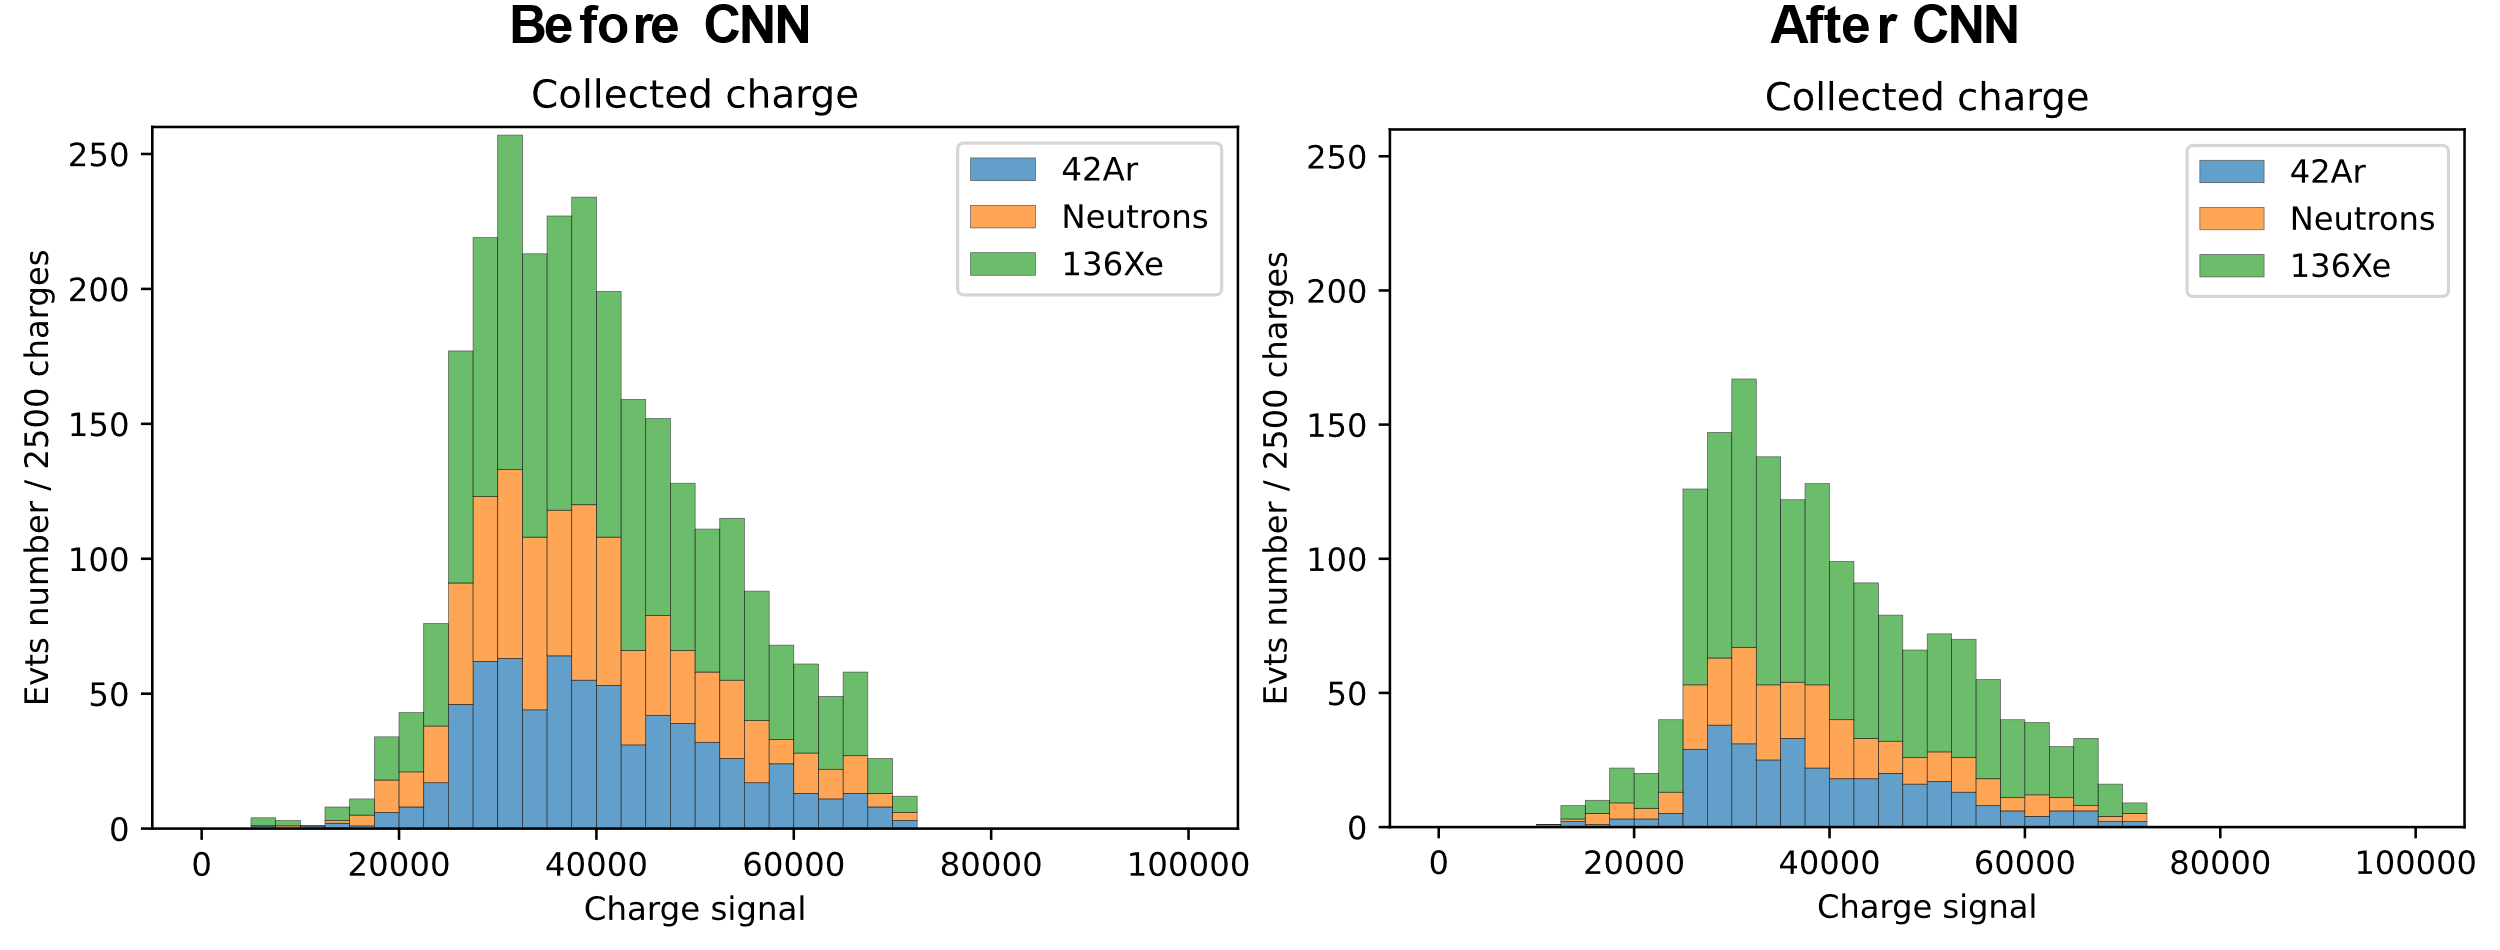 Before CNN
Collected charge
Evts number / 2500 charges
250
200
150
100
50
0
42Ar
Neutrons
136Xe
0 20000 40000 60000 80000 100000
Charge signal
After CNN
Collected charge
Evts number / 2500 charges
250
200
150
100
50
0
42Ar
Neutrons
136Xe
0 20000 40000 60000 80000 100000
Charge signal